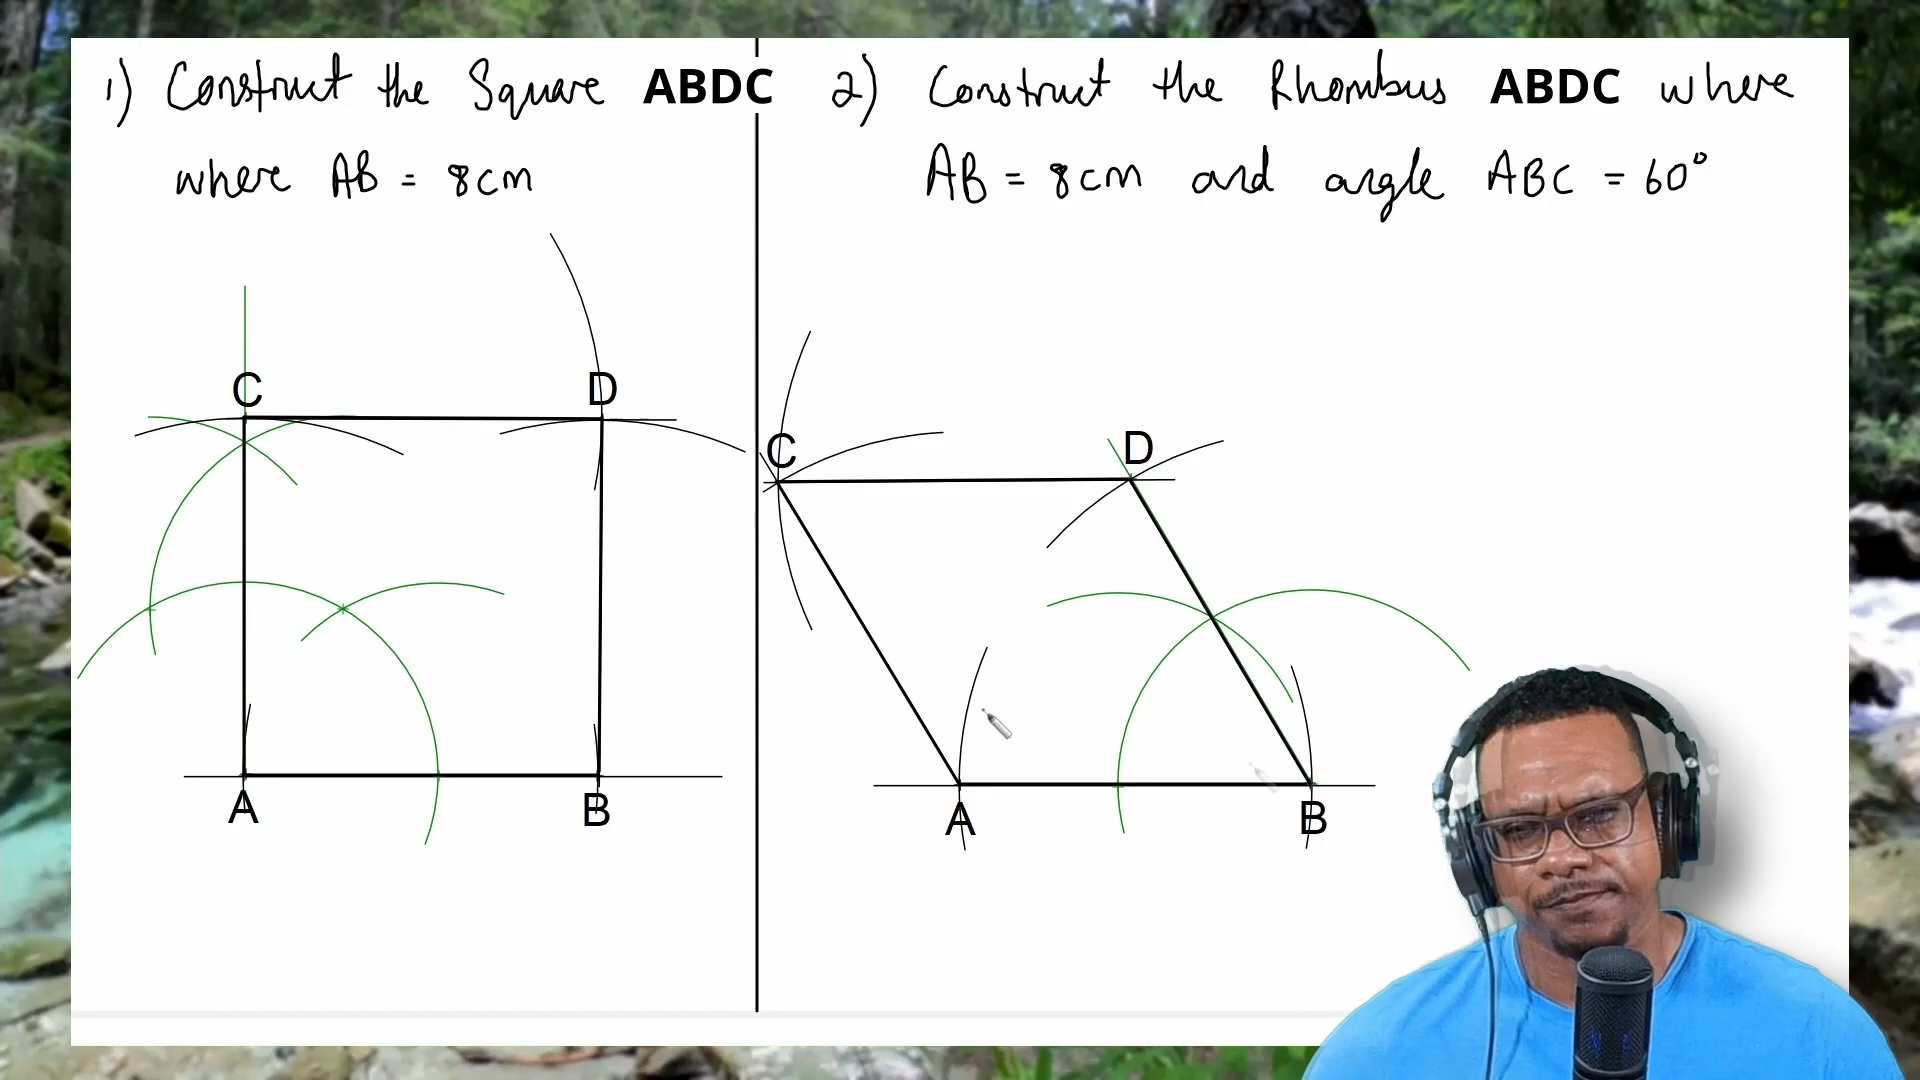 1) Construct the Square ABDC
where AB = 8cm
2) Construct the Rhombus ABDC where
AB = 8cm and angle ABC = 60°
C
D
A
B
C
D
A
B